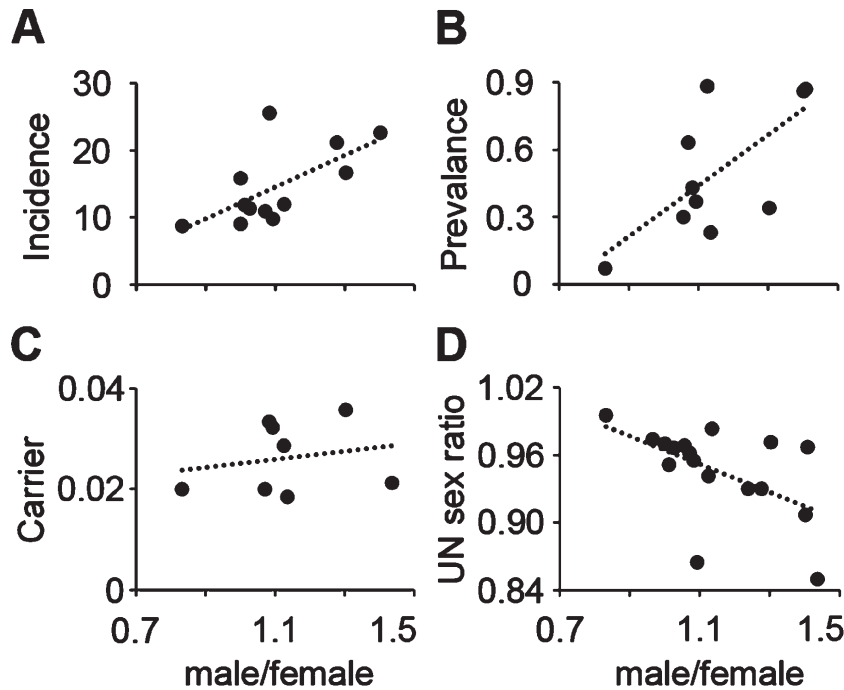 A
B
30
20
10
0
Incidence
0.9
0.6
0.3
0
Prevalance
C
D
0.04
0.02
0
Carrier
0.7 1.1 1.5
male/female
1.02
0.96
0.90
0.84
UN sex ratio
0.7 1.1 1.5
male/female